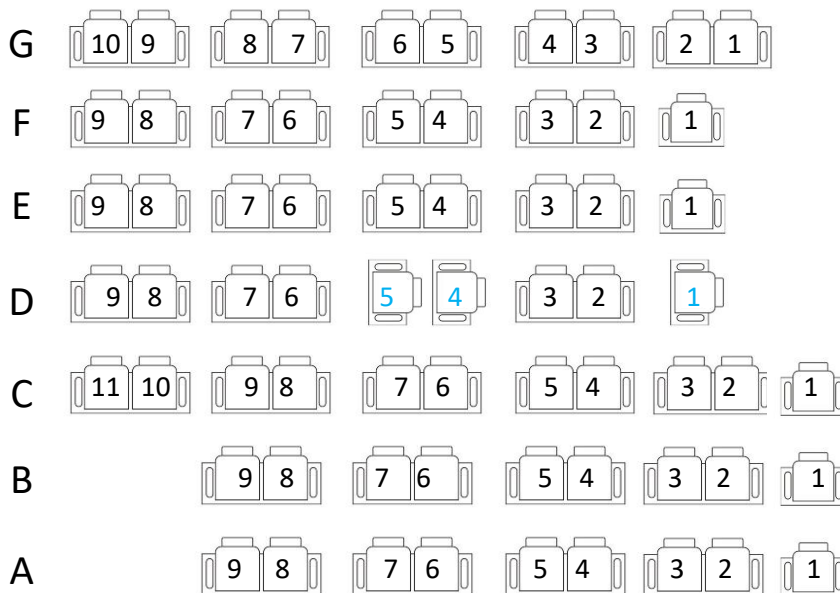 G 10 9 8 7 6 5 4 3 2 1
F 9 8 7 6 5 4 3 2 1
E 9 8 7 6 5 4 3 2 1
D 9 8 7 6 5 4 3 2 1
C 11 10 9 8 7 6 5 4 3 2 1
B 9 8 7 6 5 4 3 2 1
A 9 8 7 6 5 4 3 2 1